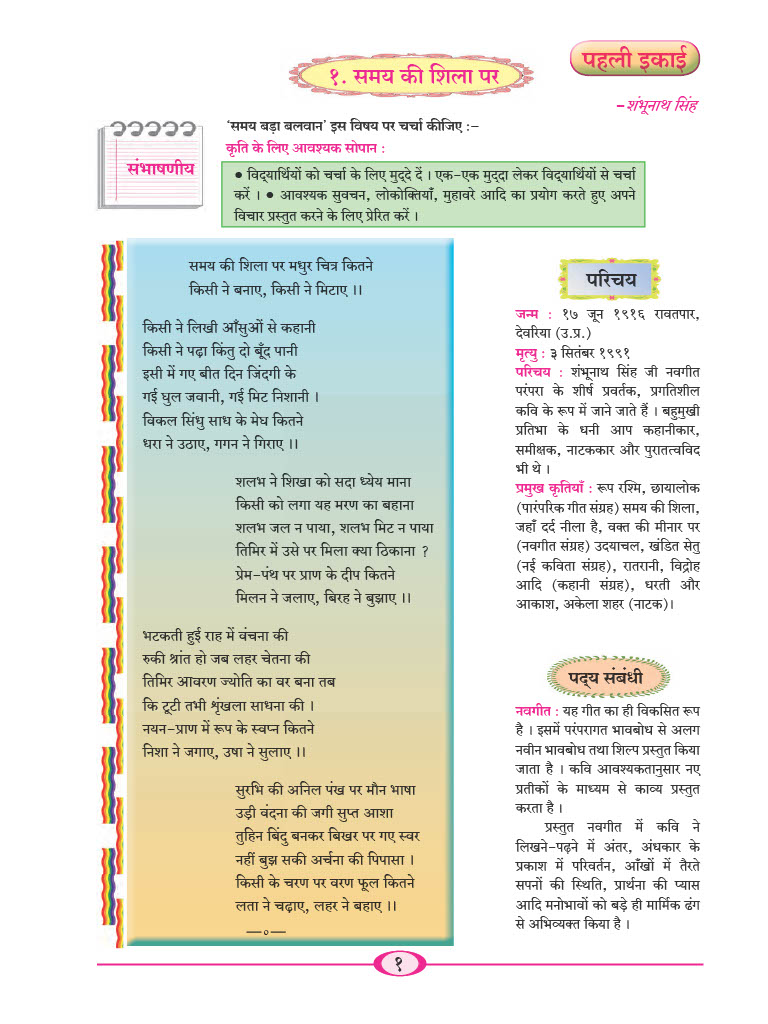 पहली इकाई
१. समय की शिला पर
–शंभूनाथ सिंह
संभाषणीय
‘समय बड़ा बलवान’ इस विषय पर चर्चा कीजिए :–
कृति के लिए आवश्यक सोपान :
● विद्‌यार्थियों को चर्चा के लिए मुद्‌दे दें । एक-एक मुद्‌दा लेकर विद्‌यार्थियों से चर्चा
करें । ● आवश्यक सुवचन, लोकोक्तियाँ, मुहावरे आदि का प्रयोग करते हुए अपने
विचार प्रस्तुत करने के लिए प्रेरित करें ।
समय की शिला पर मधुर चित्र कितने
किसी ने बनाए, किसी ने मिटाए ।।
किसी ने लिखी आँसुओं से कहानी
किसी ने पढ़ा किंतु दो बूँद पानी
इसी में गए बीत दिन जिंदगी के
गई घुल जवानी, गई मिट निशानी ।
विकल सिंधु साध के मेघ कितने
धरा ने उठाए, गगन ने गिराए ।।
शलभ ने शिखा को सदा ध्येय माना
किसी को लगा यह मरण का बहाना
शलभ जल न पाया, शलभ मिट न पाया
तिमिर में उसे पर मिला क्या ठिकाना ?
प्रेम-पंथ पर प्राण के दीप कितने
मिलन ने जलाए, बिरह ने बुझाए ।।
भटकती हुई राह में वंचना की
रुकी श्रांत हो जब लहर चेतना की
तिमिर आवरण ज्योति का वर बना तब
कि टूटी तभी शृंखला साधना की ।
नयन-प्राण में रूप के स्वप्न कितने
निशा ने जगाए, उषा ने सुलाए ।।
सुरभि की अनिल पंख पर मौन भाषा
उड़ी वंदना की जगी सुप्त आशा
तुहिन बिंदु बनकर बिखर पर गए स्वर
नहीं बुझ सकी अर्चना की पिपासा ।
किसी के चरण पर वरण फूल कितने
लता ने चढ़ाए, लहर ने बहाए ।।
—०—
परिचय
जन्म : १७ जून १९१६ रावतपार,
देवरिया (उ.प्र.)
मृत्यु : ३ सितंबर १९९१
परिचय : शंभूनाथ सिंह जी नवगीत
परंपरा के शीर्ष प्रवर्तक, प्रगतिशील
कवि के रूप में जाने जाते हैं । बहुमुखी
प्रतिभा के धनी आप कहानीकार,
समीक्षक, नाटककार और पुरातत्वविद
भी थे ।
प्रमुख कृतियाँ : रूप रश्मि, छायालोक
(पारंपरिक गीत संग्रह) समय की शिला,
जहाँ दर्द नीला है, वक्त की मीनार पर
(नवगीत संग्रह) उदयाचल, खंडित सेतु
(नई कविता संग्रह), रातरानी, विद्रोह
आदि (कहानी संग्रह), धरती और
आकाश, अकेला शहर (नाटक)।
पद्‌य संबंधी
नवगीत : यह गीत का ही विकसित रूप
है । इसमें परंपरागत भावबोध से अलग
नवीन भावबोध तथा शिल्प प्रस्तुत किया
जाता है । कवि आवश्यकतानुसार नए
प्रतीकों के माध्यम से काव्य प्रस्तुत
करता है ।
प्रस्तुत नवगीत में कवि ने
लिखने-पढ़ने में अंतर, अंधकार के
प्रकाश में परिवर्तन, आँखों में तैरते
सपनों की स्थिति, प्रार्थना की प्यास
आदि मनोभावों को बड़े ही मार्मिक ढंग
से अभिव्यक्त किया है ।
१